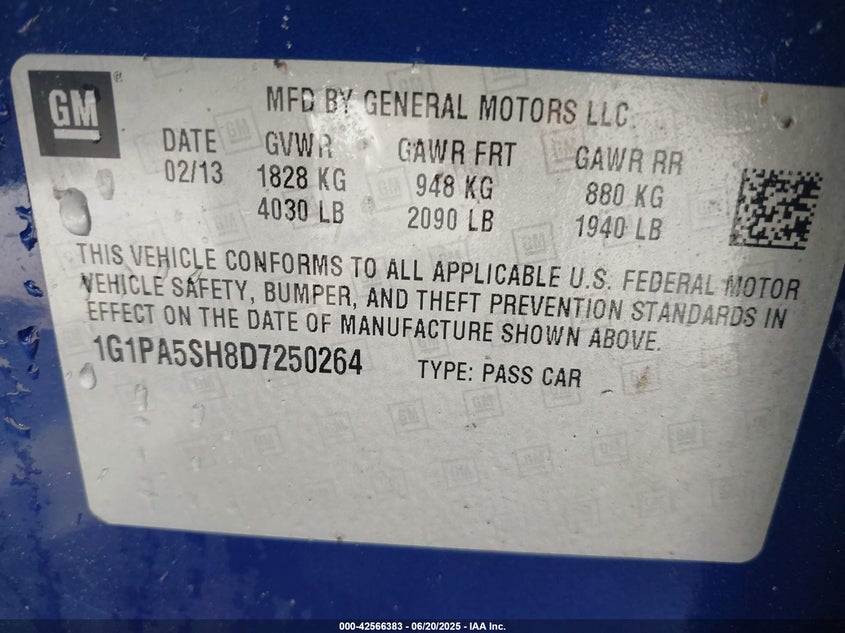 GM
MFD BY GENERAL MOTORS LLC
DATE GVWR GAWR FRT GAWR RR
02/13 1828 KG 948 KG 880 KG
4030 LB 2090 LB 1940 LB
THIS VEHICLE CONFORMS TO ALL APPLICABLE U.S. FEDERAL MOTOR
VEHICLE SAFETY, BUMPER, AND THEFT PREVENTION STANDARDS IN
EFFECT ON THE DATE OF MANUFACTURE SHOWN ABOVE.
1G1PA5SH8D7250264 TYPE: PASS CAR
000-42566383 - 06/20/2025 - IAA Inc.